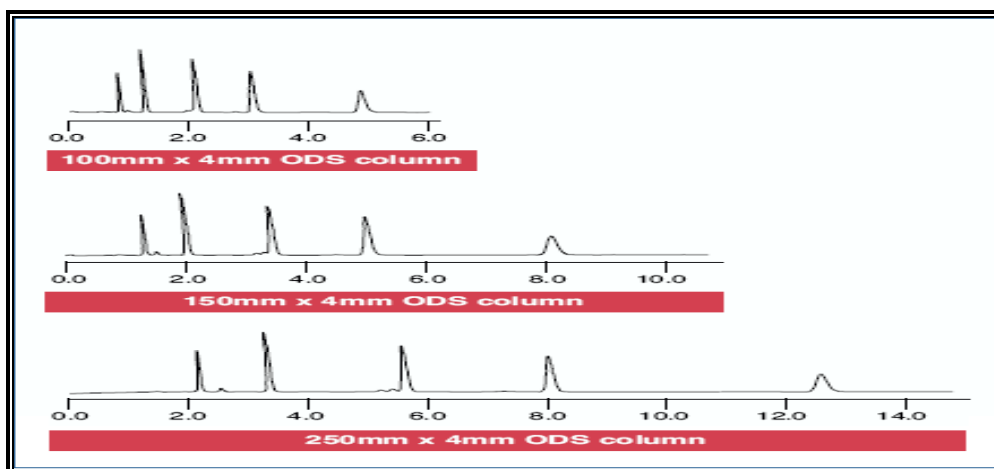 0.0 2.0 4.0 6.0
100mm x 4mm ODS column
0.0 2.0 4.0 6.0 8.0 10.0
150mm x 4mm ODS column
0.0 2.0 4.0 6.0 8.0 10.0 12.0 14.0
250mm x 4mm ODS column